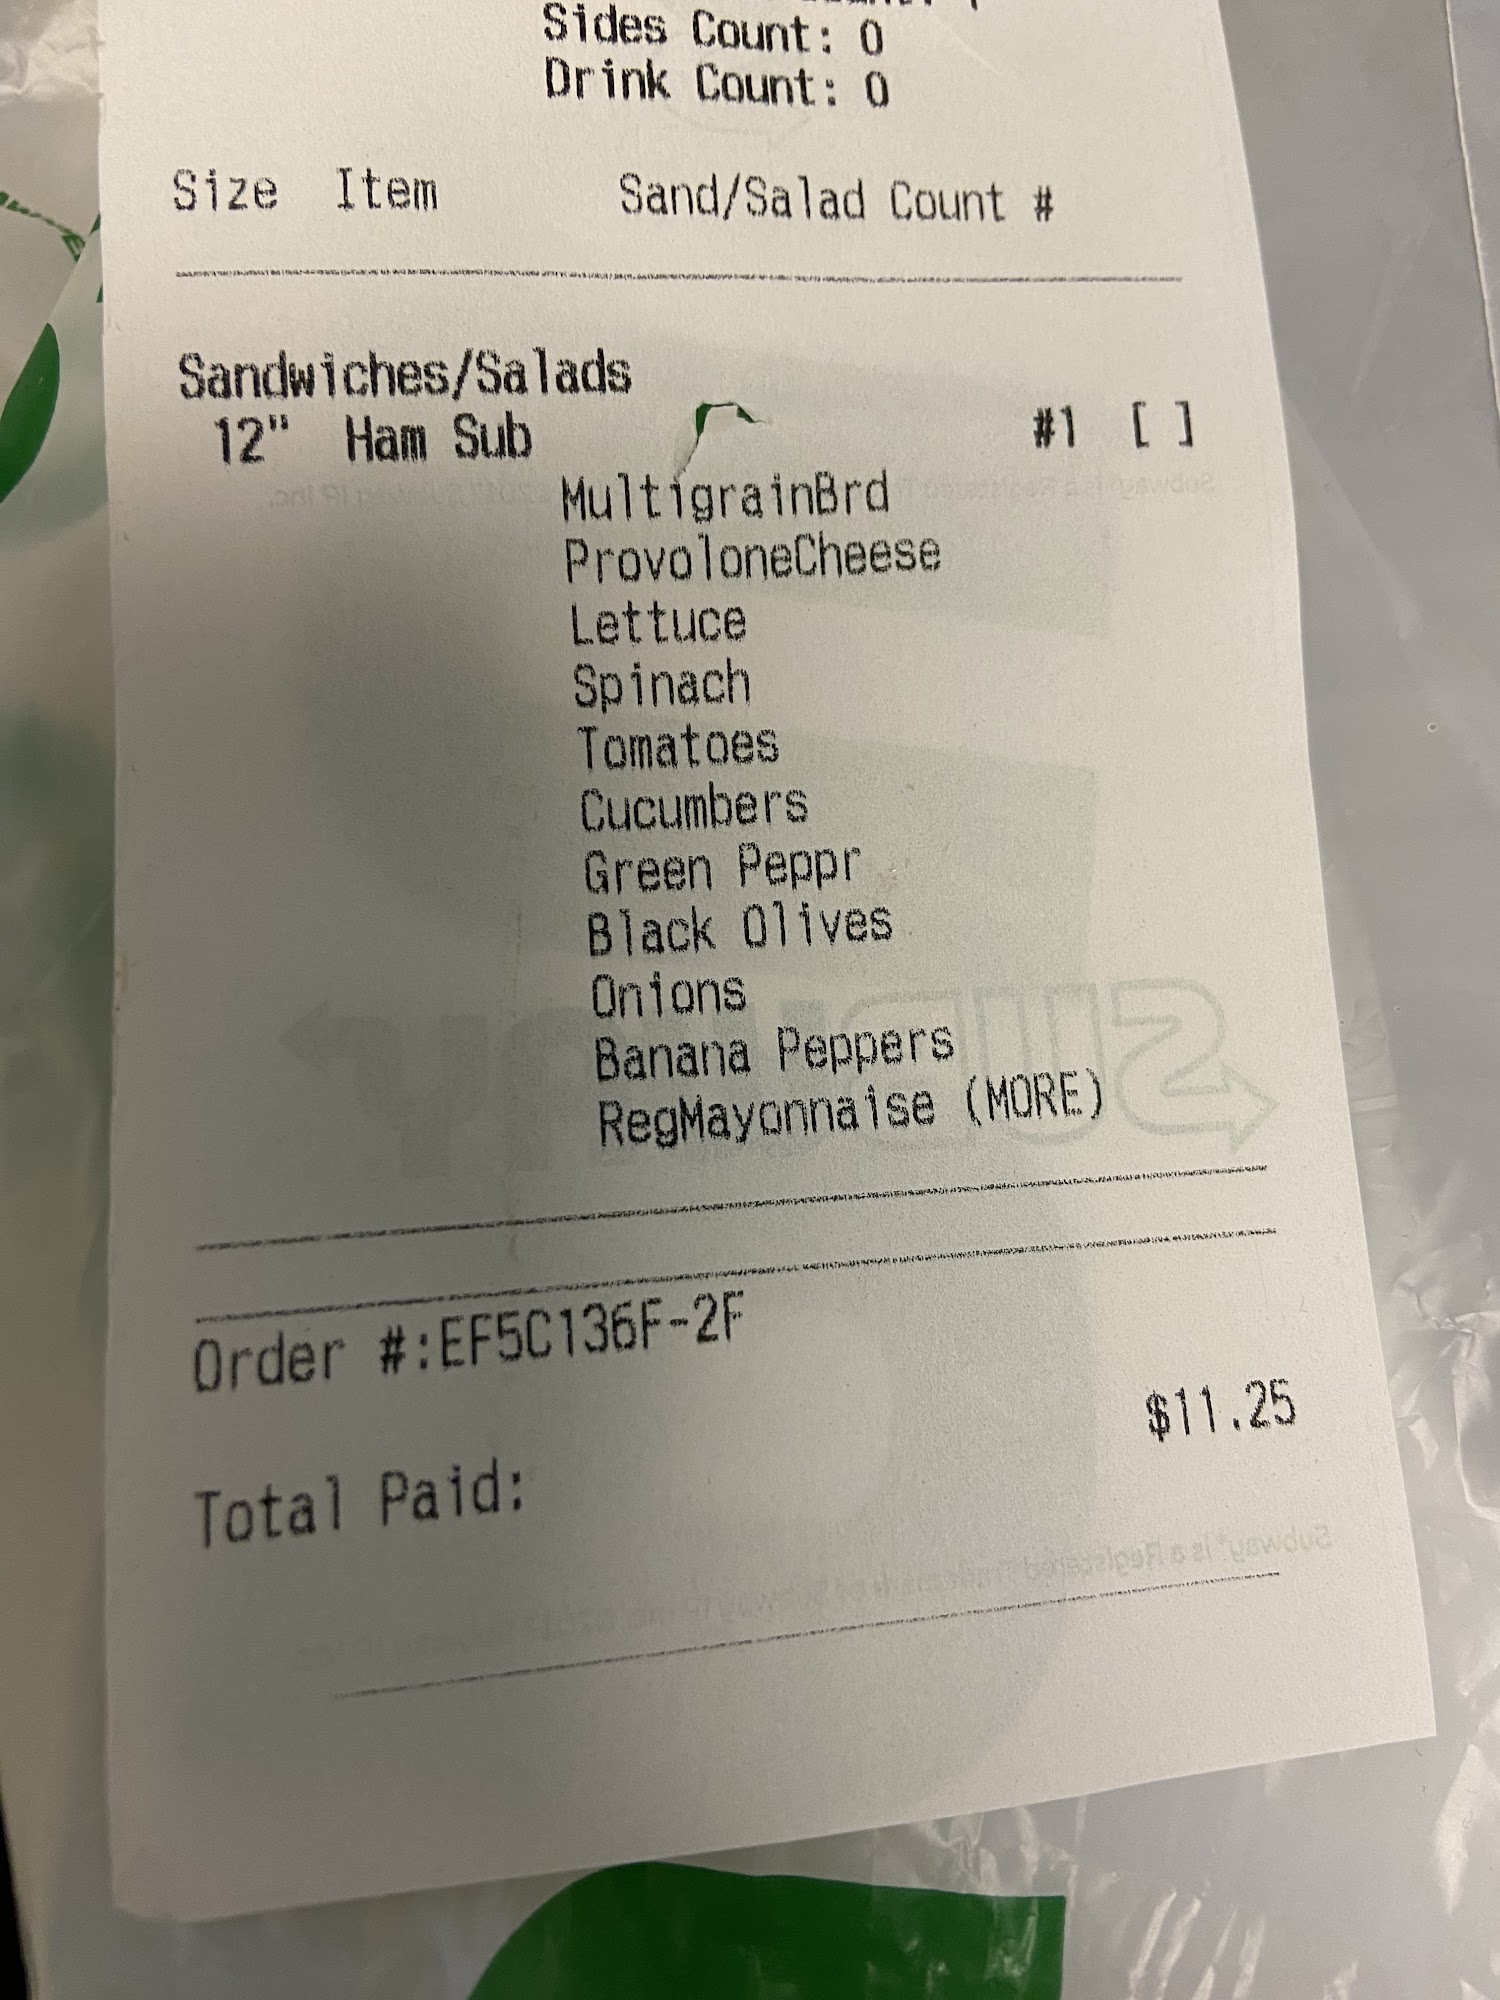 Sides Count: 0
Drink Count: 0
Size Item Sand/Salad Count #
Sandwiches/Salads
12" Ham Sub #1 [ ]
MultigrainBrd
ProvoloneCheese
Lettuce
Spinach
Tomatoes
Cucumbers
Green Peppr
Black Olives
Onions
Banana Peppers
RegMayonnaise (MORE)
Order #:EF5C136F-2F
$11.25
Total Paid: